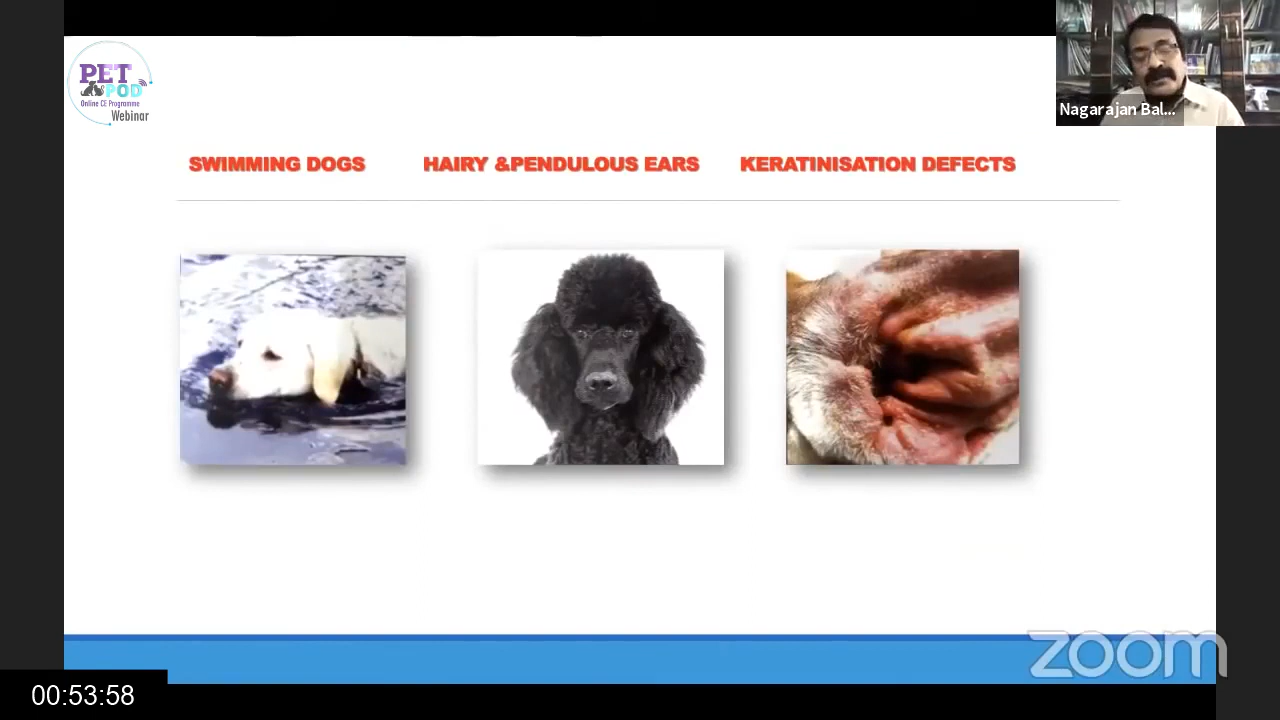 PET
POD
Online CE Programme
Webinar
Nagarajan Bal...
SWIMMING DOGS
HAIRY &PENDULOUS EARS
KERATINISATION DEFECTS
zoom
00:53:58